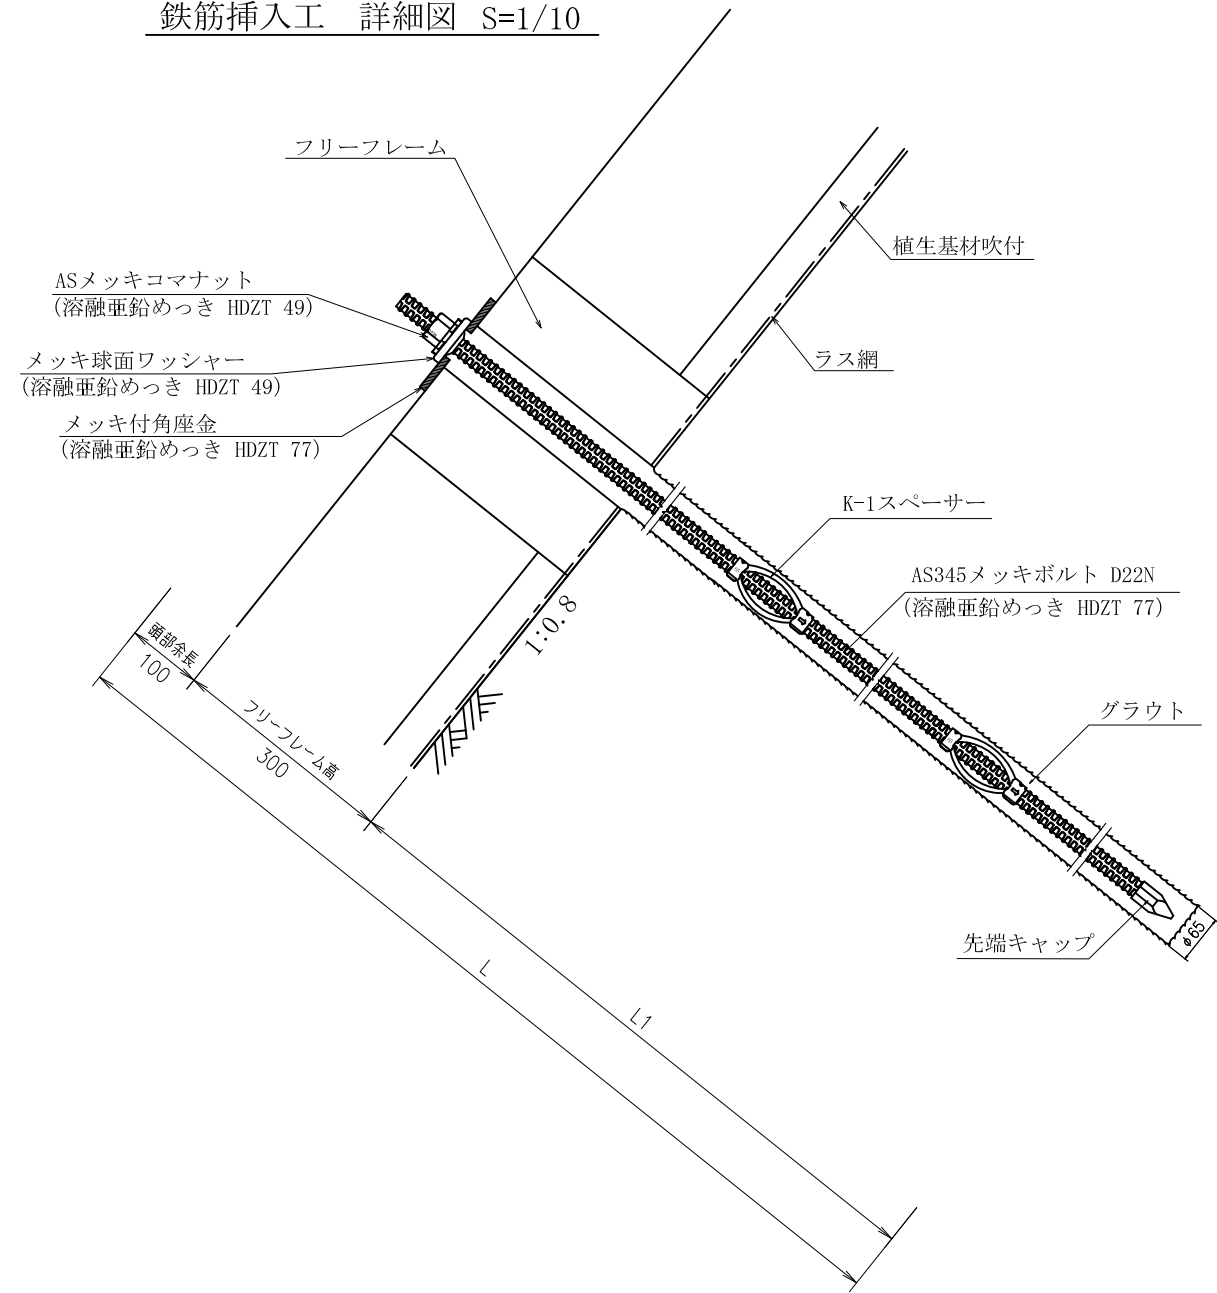 鉄筋挿入工　詳細図 S=1/10
フリーフレーム
植生基材吹付
ASメッキコマナット
(溶融亜鉛めっき HDZT 49)
ラス網
メッキ球面ワッシャー
(溶融亜鉛めっき HDZT 49)
メッキ付角座金
(溶融亜鉛めっき HDZT 77)
K-1スペーサー
AS345メッキボルト D22N
(溶融亜鉛めっき HDZT 77)
1:0.8
頭部余長
100
フリーフレーム高
300
グラウト
先端キャップ
φ65
L
L1